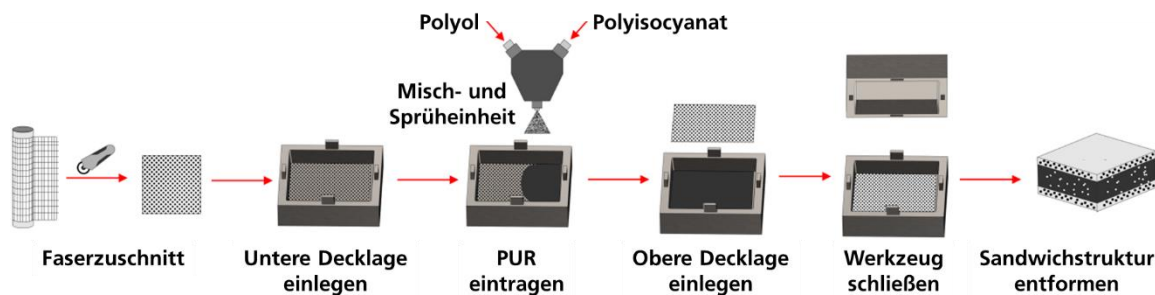 Polyol
Polyisocyanat
Misch- und
Sprüheinheit
Faserzuschnitt
Untere Decklage
einlegen
PUR
eintragen
Obere Decklage
einlegen
Werkzeug
schließen
Sandwichstruktur
entformen